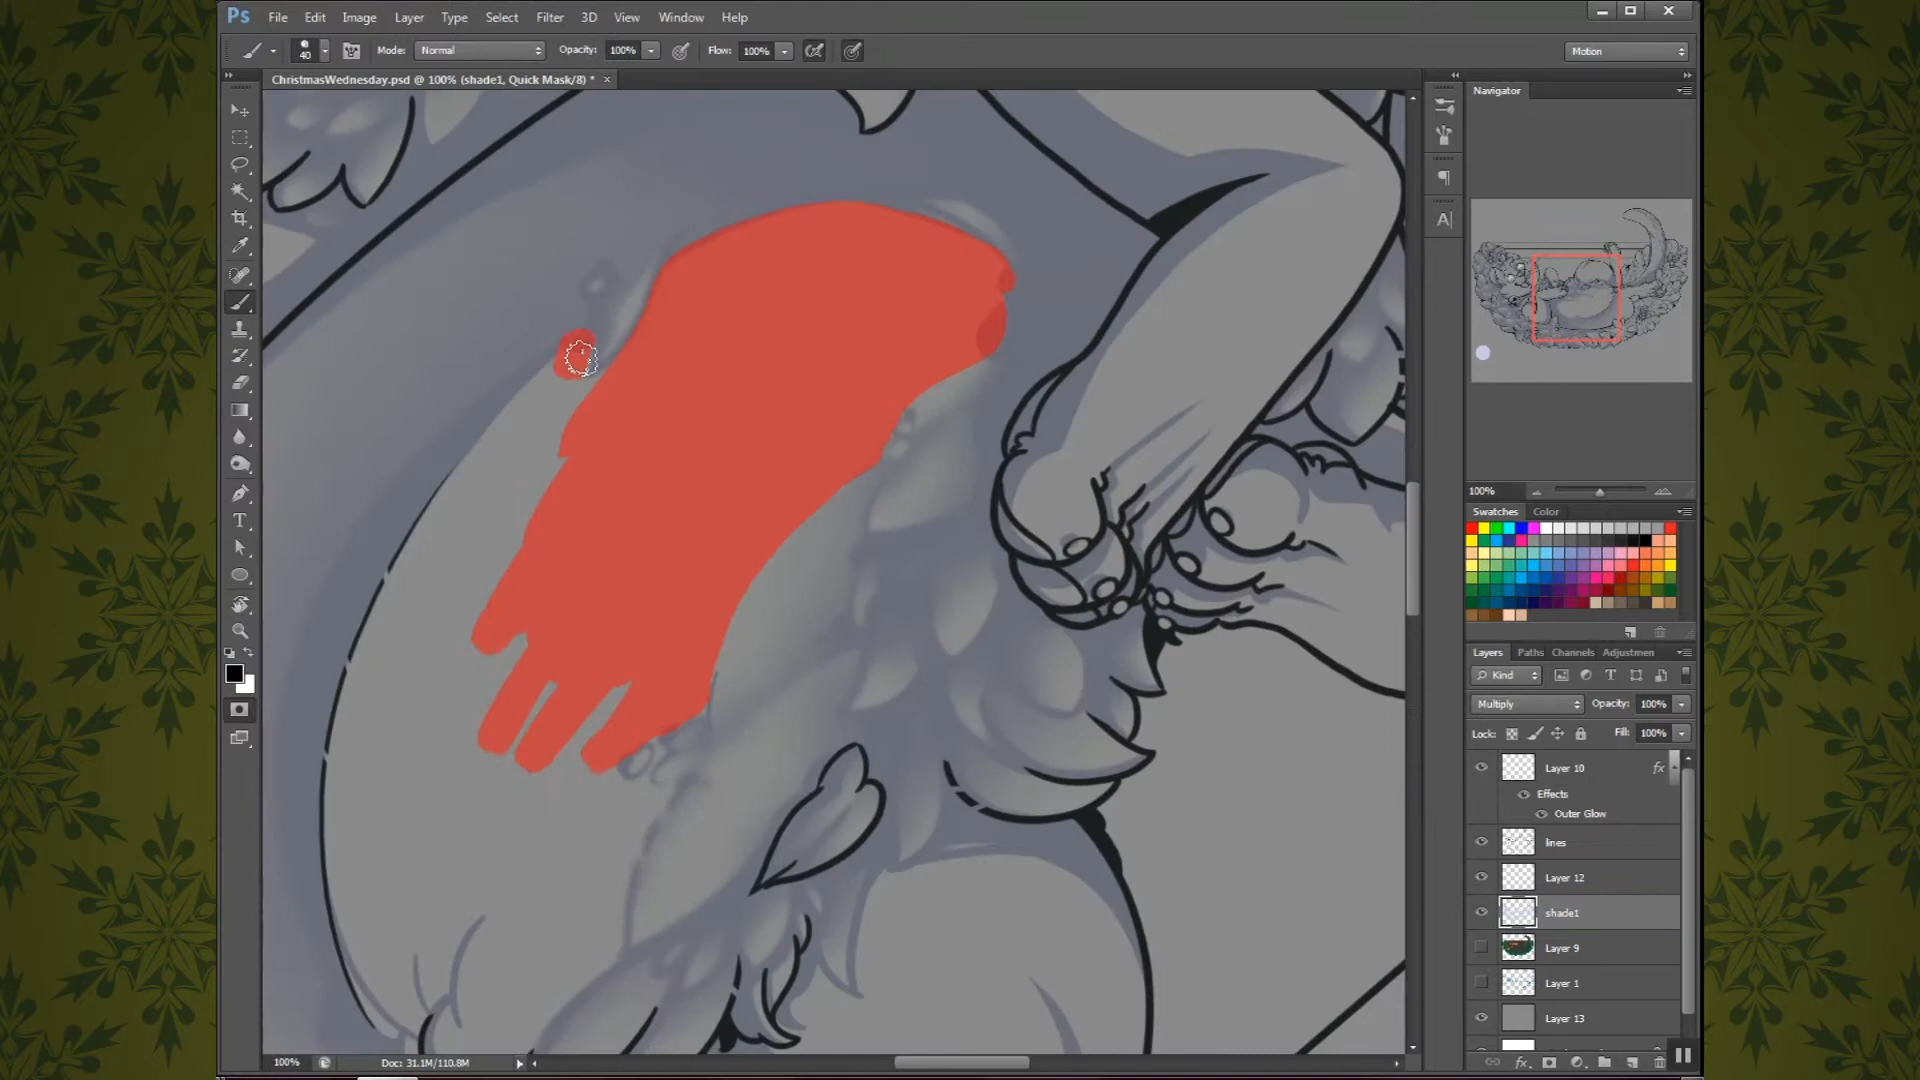 Ps File Edit Image Layer Type Select Filter 3D View Window Help
40 Mode: Normal Opacity: 100% Flow: 100% Motion
ChristmasWednesday.psd @ 100% (shade1, Quick Mask/8) * ×
Navigator
100%
Swatches Color
Layers Paths Channels Adjustmen
Kind
Multiply Opacity: 100%
Lock: Fill: 100%
Layer 10 fx
Effects
Outer Glow
lines
Layer 12
shade1
Layer 9
Layer 1
Layer 13
100% Doc: 31.1M/110.8M